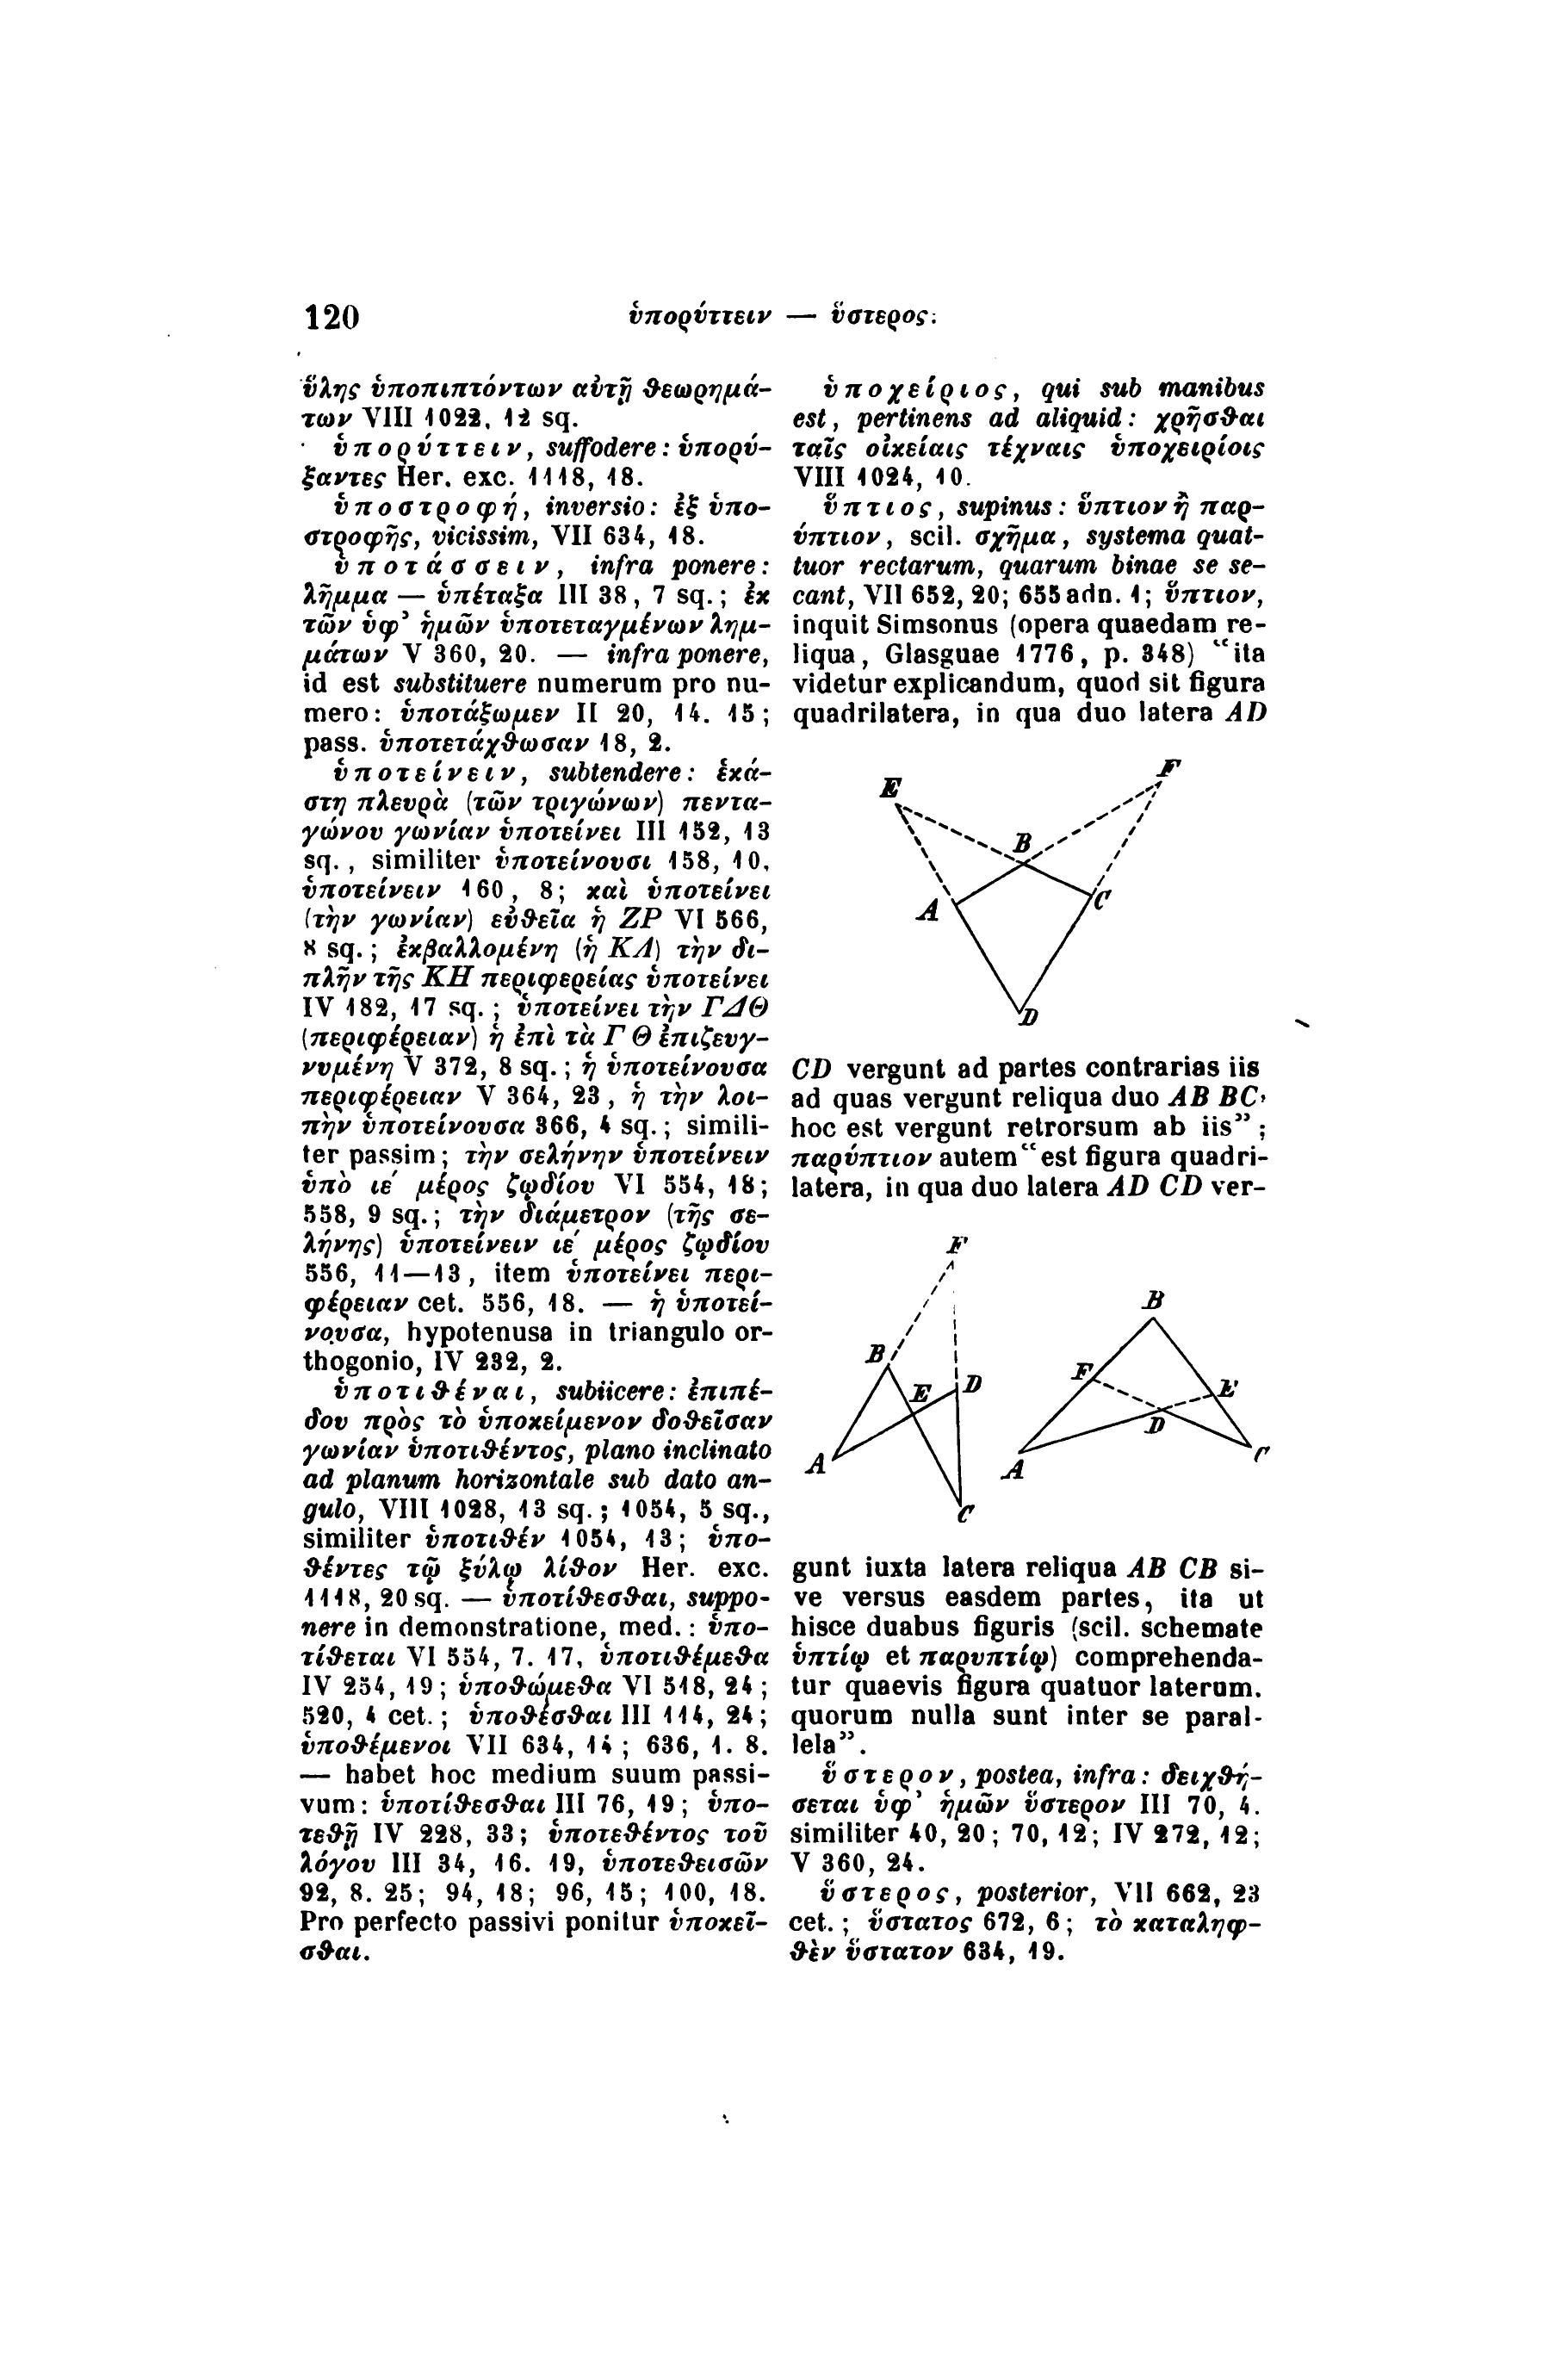 120 ὑπορύττειν — ὕστερος.
ὕλης ὑποπιπτόντων αὐτῇ θεωρημά-
των VIII 1022, 12 sq.
ὑπορύττειν, suffodere: ὑπορύ-
ξαντες Her. exc. 1118, 18.
ὑποστροφή, inversio: ἐξ ὑπο-
στροφῆς, vicissim, VII 634, 18.
ὑποτάσσειν, infra ponere:
λῆμμα — ὑπέταξα III 38, 7 sq.; ἐκ
τῶν ὑφ' ἡμῶν ὑποτεταγμένων λημ-
μάτων V 360, 20. — infra ponere,
id est substituere numerum pro nu-
mero: ὑποτάξωμεν II 20, 14. 15;
pass. ὑποτετάχθωσαν 18, 2.
ὑποτείνειν, subtendere: ἑκά-
στη πλευρὰ (τῶν τριγώνων) πεντα-
γώνου γωνίαν ὑποτείνει III 152, 13
sq., similiter ὑποτείνουσι 158, 10,
ὑποτείνειν 160, 8; καὶ ὑποτείνει
(τὴν γωνίαν) εὐθεῖα ἡ ΖΡ VI 566,
8 sq.; ἐκβαλλομένη (ἡ ΚΛ) τὴν δι-
πλῆν τῆς ΚΗ περιφερείας ὑποτείνει
IV 182, 17 sq.; ὑποτείνει τὴν ΓΔΘ
(περιφέρειαν) ἡ ἐπὶ τὰ Γ Θ ἐπιζευγ-
νυμένη V 372, 8 sq.; ἡ ὑποτείνουσα
περιφέρειαν V 364, 23, ἡ τὴν λοι-
πὴν ὑποτείνουσα 366, 4 sq.; simili-
ter passim; τὴν σελήνην ὑποτείνειν
ὑπὸ ιε′ μέρος ζῳδίου VI 554, 18;
558, 9 sq.; τὴν διάμετρον (τῆς σε-
λήνης) ὑποτείνειν ιε′ μέρος ζῳδίου
556, 11—13, item ὑποτείνει περι-
φέρειαν cet. 556, 18. — ἡ ὑποτεί-
νουσα, hypotenusa in triangulo or-
thogonio, IV 232, 2.
ὑποτιθέναι, subiicere: ἐπιπέ-
δου πρὸς τὸ ὑποκείμενον δοθεῖσαν
γωνίαν ὑποτιθέντος, plano inclinato
ad planum horizontale sub dato an-
gulo, VIII 1028, 13 sq.; 1054, 5 sq.,
similiter ὑποτιθέν 1054, 13; ὑπο-
θέντες τῷ ξύλῳ λίθον Her. exc.
1118, 20 sq. — ὑποτίθεσθαι, suppo-
nere in demonstratione, med.: ὑπο-
τίθεται VI 554, 7. 17, ὑποτιθέμεθα
IV 254, 19; ὑποθώμεθα VI 518, 24;
520, 4 cet.; ὑποθέσθαι III 114, 24;
ὑποθέμενοι VII 634, 14; 636, 1. 8.
— habet hoc medium suum passi-
vum: ὑποτίθεσθαι III 76, 19; ὑπο-
τεθῇ IV 228, 33; ὑποτεθέντος τοῦ
λόγου III 34, 16. 19, ὑποτεθεισῶν
92, 8. 25; 94, 18; 96, 15; 100, 18.
Pro perfecto passivi ponitur ὑποκεῖ-
σθαι.
ὑποχείριος, qui sub manibus
est, pertinens ad aliquid: χρῆσθαι
ταῖς οἰκείαις τέχναις ὑποχειρίοις
VIII 1024, 10.
ὕπτιος, supinus: ὕπτιον ἢ παρ-
ύπτιον, scil. σχῆμα, systema quat-
tuor rectarum, quarum binae se se-
cant, VII 652, 20; 655 adn. 1; ὕπτιον,
inquit Simsonus (opera quaedam re-
liqua, Glasguae 1776, p. 348) “ita
videtur explicandum, quod sit figura
quadrilatera, in qua duo latera AD
E
F
B
A
C
D
CD vergunt ad partes contrarias iis
ad quas vergunt reliqua duo AB BC,
hoc est vergunt retrorsum ab iis”;
παρύπτιον autem “est figura quadri-
latera, in qua duo latera AD CD ver-
F
B
E
D
A
C
B
F
E
D
A
C
gunt iuxta latera reliqua AB CB si-
ve versus easdem partes, ita ut
hisce duabus figuris (scil. schemate
ὑπτίῳ et παρυπτίῳ) comprehenda-
tur quaevis figura quatuor laterum.
quorum nulla sunt inter se paral-
lela”.
ὕστερον, postea, infra: δειχθή-
σεται ὑφ' ἡμῶν ὕστερον III 70, 4.
similiter 40, 20; 70, 12; IV 272, 12;
V 360, 24.
ὕστερος, posterior, VII 662, 23
cet.; ὕστατος 672, 6; τὸ καταληφ-
θὲν ὕστατον 634, 19.